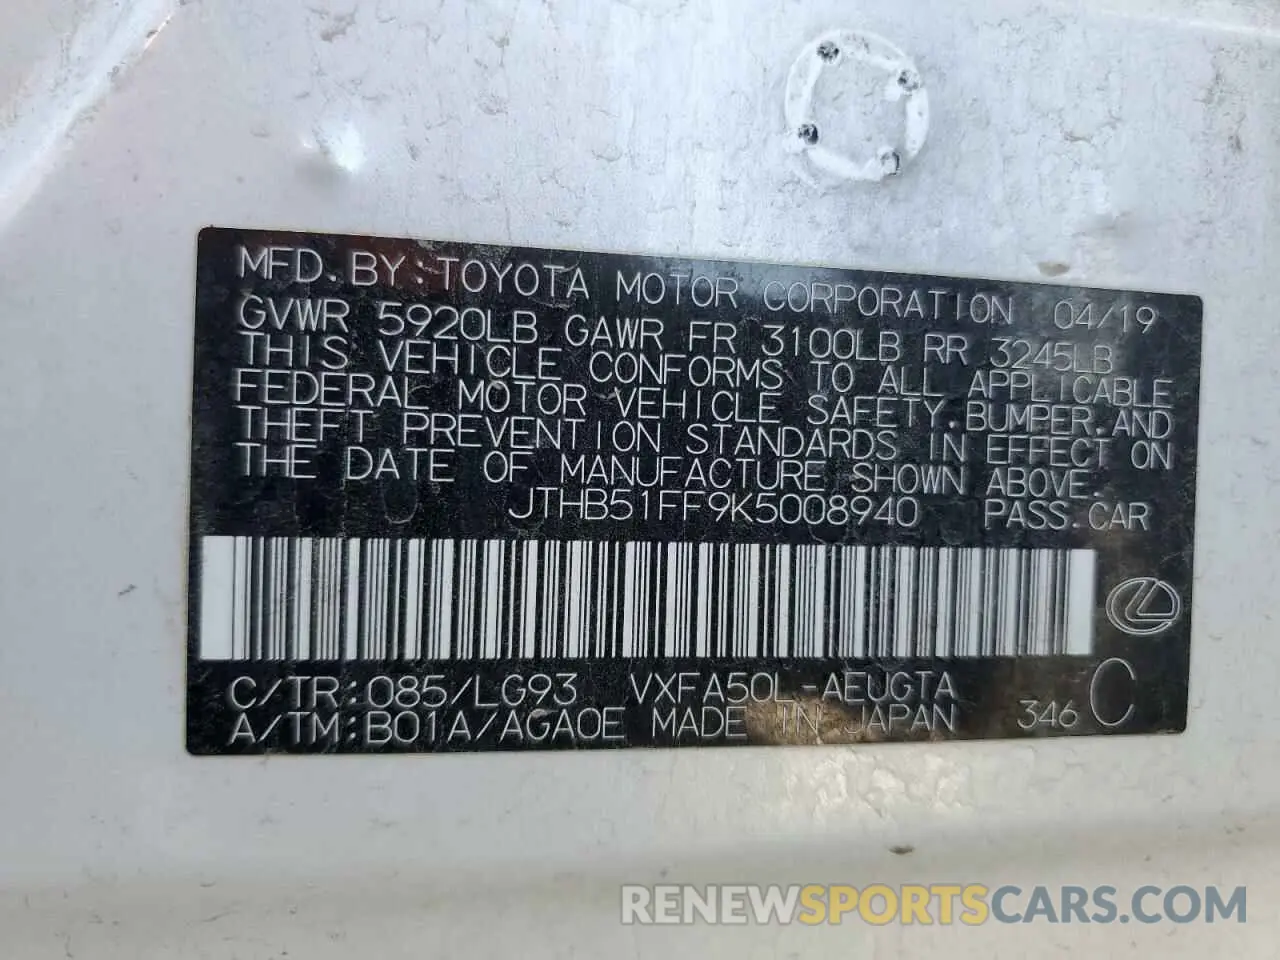 MFD.BY:TOYOTA MOTOR CORPORATION 04/19
GVWR 5920LB GAWR FR 3100LB RR 3245LB
THIS VEHICLE CONFORMS TO ALL APPLICABLE
FEDERAL MOTOR VEHICLE SAFETY.BUMPER.AND
THEFT PREVENTION STANDARDS IN EFFECT ON
THE DATE OF MANUFACTURE SHOWN ABOVE.
JTHB51FF9K5008940 PASS.CAR
C/TR:085/LG93 VXFA50L-AEUGTA
A/TM:B01A/AGA0E MADE IN JAPAN 346 C
RENEWSPORTSCARS.COM